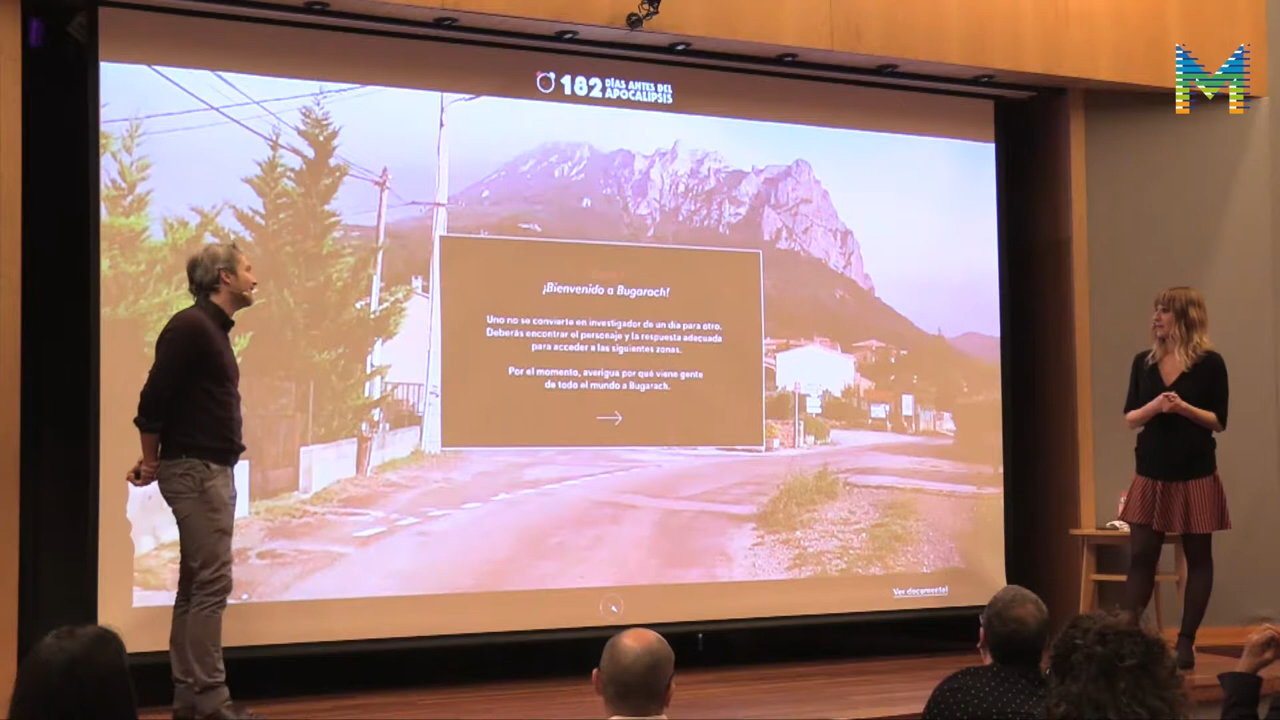 182 DÍAS ANTES DEL
APOCALIPSIS
¡Bienvenido a Bugarach!
Uno no se convierte en investigador de un día para otro.
Deberás encontrar el personaje y la respuesta adecuada
para acceder a las siguientes zonas.
Por el momento, averigua por qué viene gente
de todo el mundo a Bugarach.
Ver documental
M